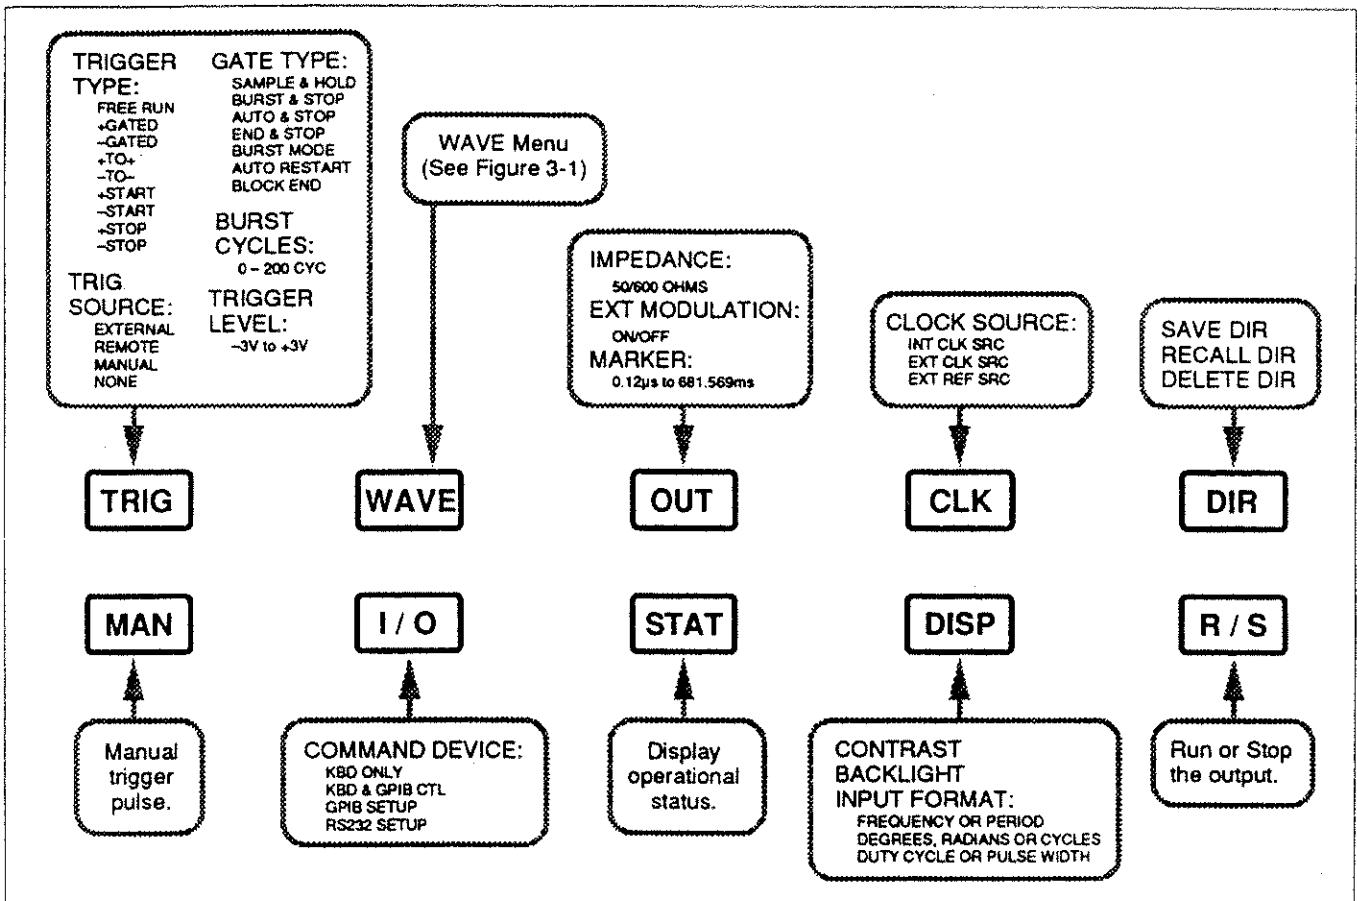 TRIGGER
TYPE:
FREE RUN
+GATED
–GATED
+TO+
–TO–
+START
–START
+STOP
–STOP
TRIG
SOURCE:
EXTERNAL
REMOTE
MANUAL
NONE
GATE TYPE:
SAMPLE & HOLD
BURST & STOP
AUTO & STOP
END & STOP
BURST MODE
AUTO RESTART
BLOCK END
BURST
CYCLES:
0 – 200 CYC
TRIGGER
LEVEL:
–3V to +3V
WAVE Menu
(See Figure 3-1)
IMPEDANCE:
50/600 OHMS
EXT MODULATION:
ON/OFF
MARKER:
0.12µs to 681.569ms
CLOCK SOURCE:
INT CLK SRC
EXT CLK SRC
EXT REF SRC
SAVE DIR
RECALL DIR
DELETE DIR
TRIG
WAVE
OUT
CLK
DIR
MAN
I / O
STAT
DISP
R / S
Manual
trigger
pulse.
COMMAND DEVICE:
KBD ONLY
KBD & GPIB CTL
GPIB SETUP
RS232 SETUP
Display
operational
status.
CONTRAST
BACKLIGHT
INPUT FORMAT:
FREQUENCY OR PERIOD
DEGREES, RADIANS OR CYCLES
DUTY CYCLE OR PULSE WIDTH
Run or Stop
the output.